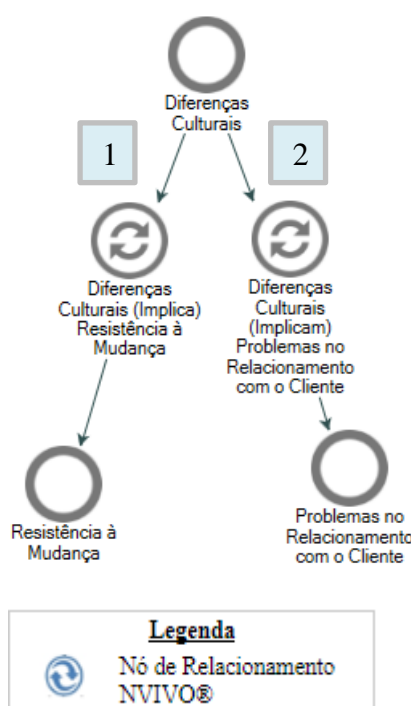 Diferenças
Culturais
1
2
Diferenças
Culturais (Implica)
Resistência à
Mudança
Diferenças
Culturais
(Implicam)
Problemas no
Relacionamento
com o Cliente
Resistência à
Mudança
Problemas no
Relacionamento
com o Cliente
Legenda
Nó de Relacionamento
NVIVO®